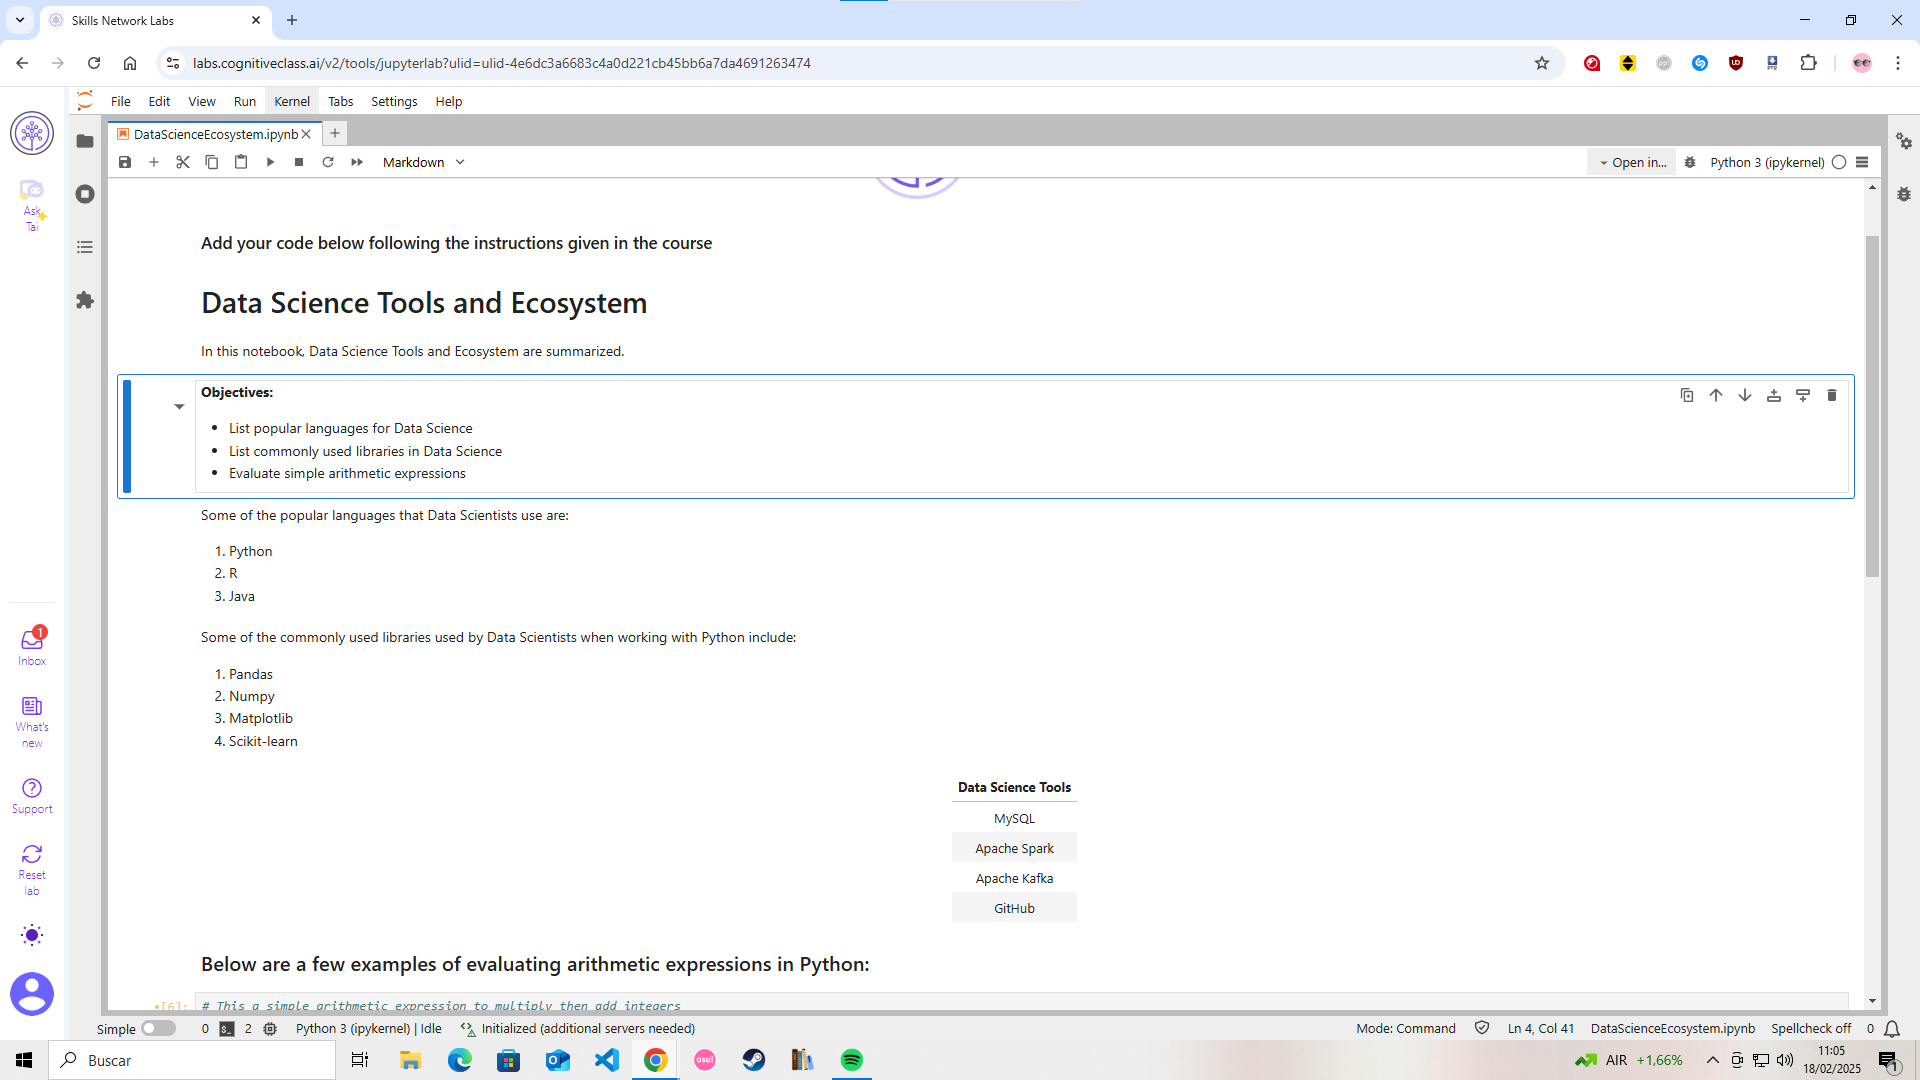 Skills Network Labs
labs.cognitiveclass.ai/v2/tools/jupyterlab?ulid=ulid-4e6dc3a6683c4a0d221cb45bb6a7da4691263474
File Edit View Run Kernel Tabs Settings Help
DataScienceEcosystem.ipynb
Markdown
Open in...
Python 3 (ipykernel)
Ask
Tai
Add your code below following the instructions given in the course
Data Science Tools and Ecosystem
In this notebook, Data Science Tools and Ecosystem are summarized.
Objectives:
• List popular languages for Data Science
• List commonly used libraries in Data Science
• Evaluate simple arithmetic expressions
Some of the popular languages that Data Scientists use are:
1. Python
2. R
3. Java
Some of the commonly used libraries used by Data Scientists when working with Python include:
1. Pandas
2. Numpy
3. Matplotlib
4. Scikit-learn
Data Science Tools
MySQL
Apache Spark
Apache Kafka
GitHub
Below are a few examples of evaluating arithmetic expressions in Python:
[6]: # This a simple arithmetic expression to multiply then add integers
1
Inbox
What's
new
Support
Reset
lab
Simple 0 2 Python 3 (ipykernel) | Idle Initialized (additional servers needed)
Mode: Command Ln 4, Col 41 DataScienceEcosystem.ipynb Spellcheck off 0
Buscar
osu!
AIR +1,66%
11:05
18/02/2025
1